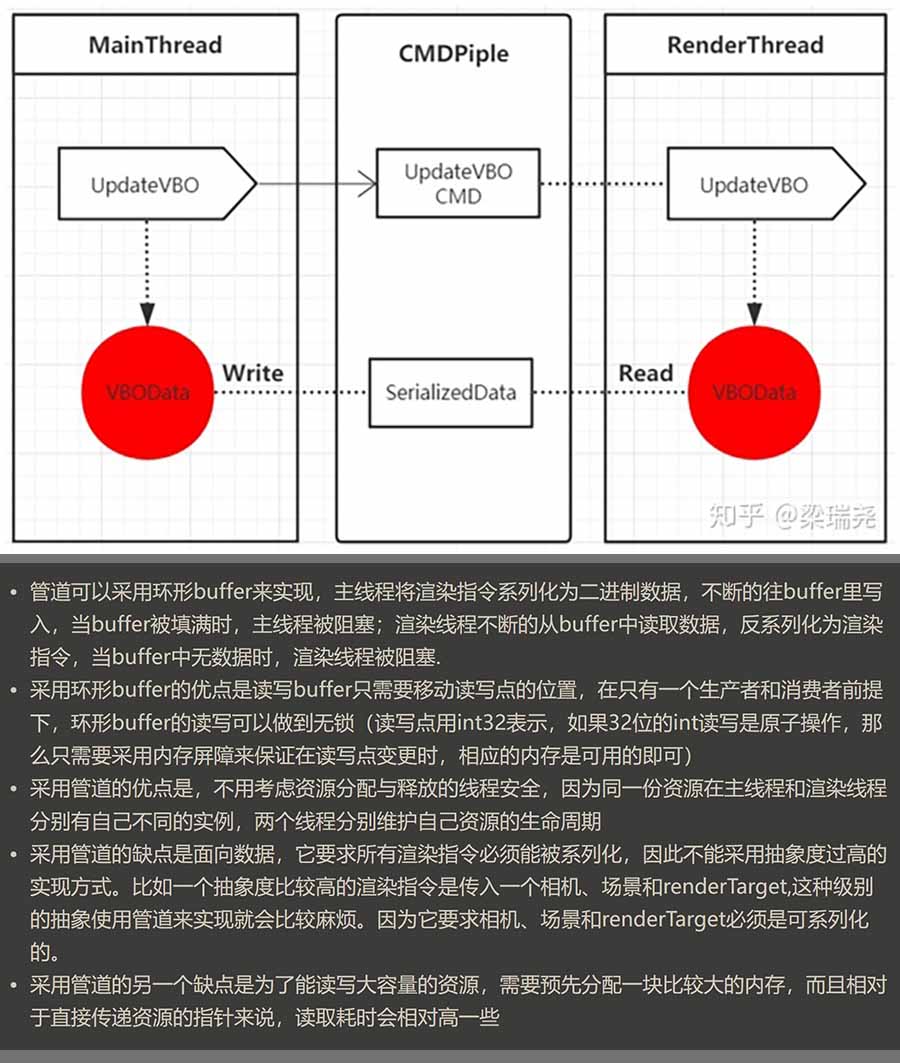 MainThread
CMDPiple
RenderThread
UpdateVBO
UpdateVBO
CMD
UpdateVBO
VBOData
Write
SerializedData
Read
VBOData
知乎 @梁瑞尧
• 管道可以采用环形buffer来实现，主线程将渲染指令系列化为二进制数据，不断的往buffer里写
入，当buffer被填满时，主线程被阻塞；渲染线程不断的从buffer中读取数据，反系列化为渲染
指令，当buffer中无数据时，渲染线程被阻塞.
• 采用环形buffer的优点是读写buffer只需要移动读写点的位置，在只有一个生产者和消费者前提
下，环形buffer的读写可以做到无锁（读写点用int32表示，如果32位的int读写是原子操作，那
么只需要采用内存屏障来保证在读写点变更时，相应的内存是可用的即可）
• 采用管道的优点是，不用考虑资源分配与释放的线程安全，因为同一份资源在主线程和渲染线程
分别有自己不同的实例，两个线程分别维护自己资源的生命周期
• 采用管道的缺点是面向数据，它要求所有渲染指令必须能被系列化，因此不能采用抽象度过高的
实现方式。比如一个抽象度比较高的渲染指令是传入一个相机、场景和renderTarget,这种级别
的抽象使用管道来实现就会比较麻烦。因为它要求相机、场景和renderTarget必须是可系列化
的。
• 采用管道的另一个缺点是为了能读写大容量的资源，需要预先分配一块比较大的内存，而且相对
于直接传递资源的指针来说，读取耗时会相对高一些